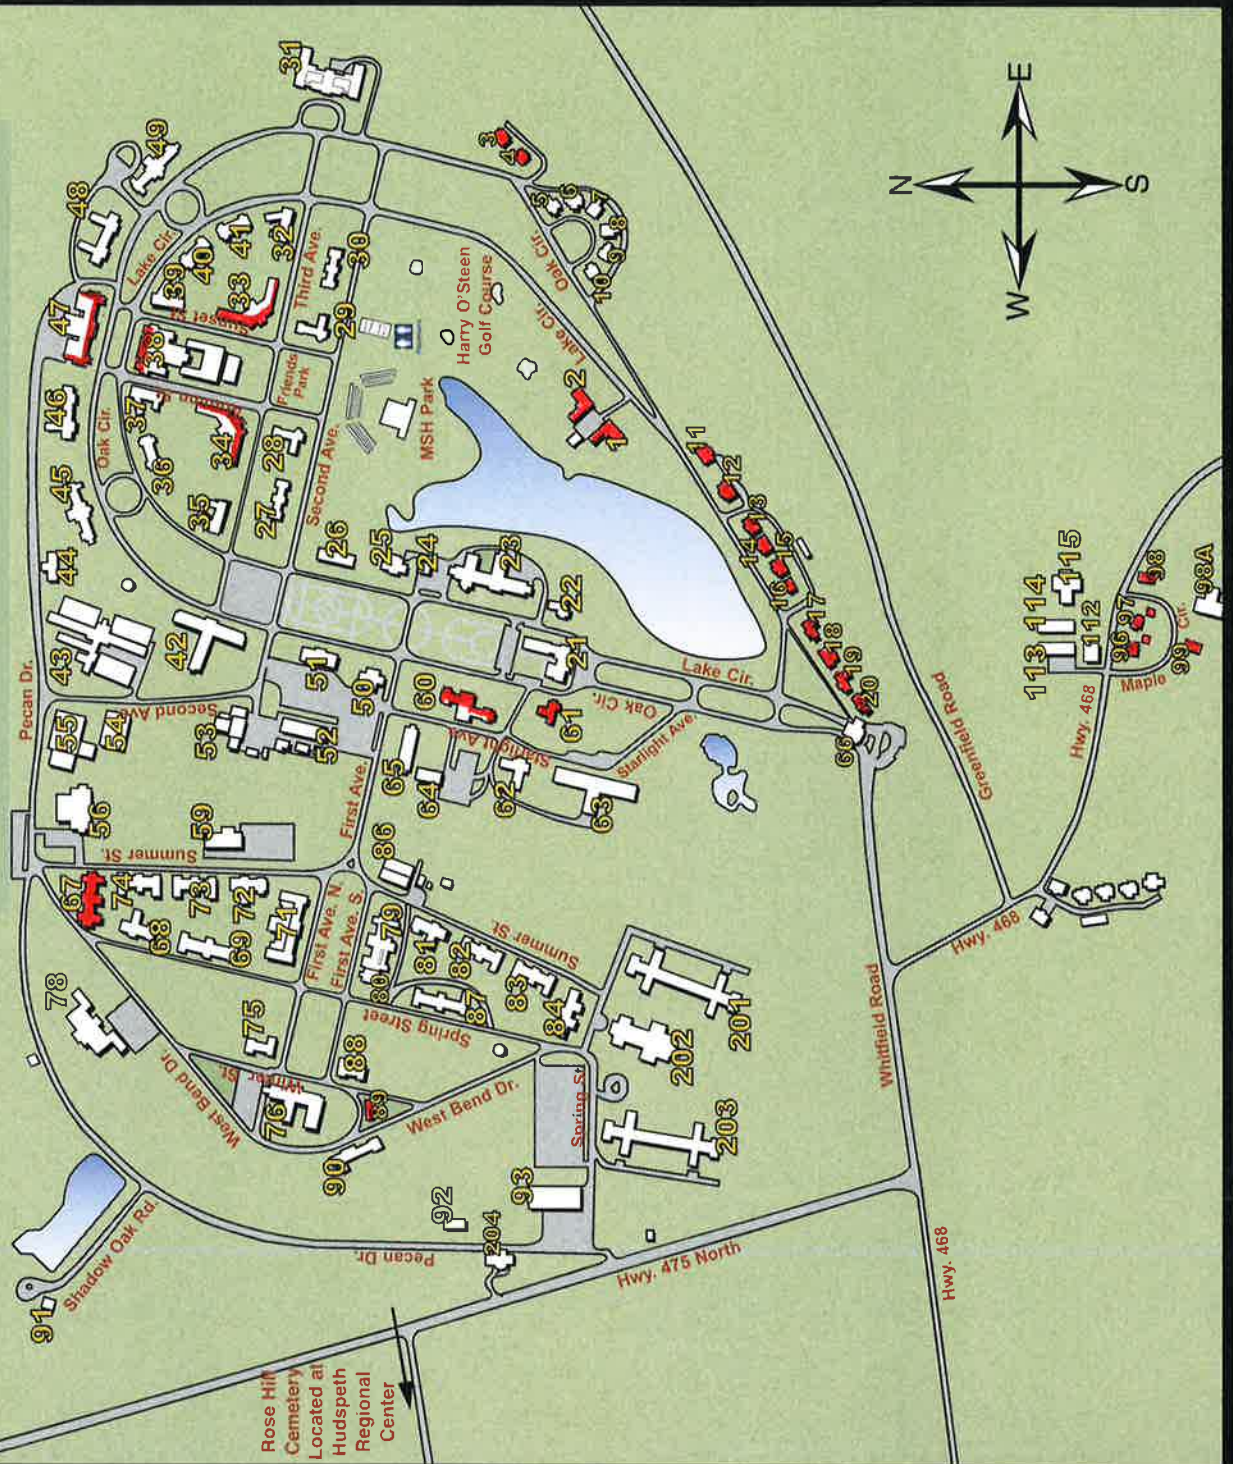 31
49
48
Lake Cir.
39
40
41
32
33
Third Ave.
30
Sunset St.
47
38
29
Friends
Park
46
Oak Cir.
37
34
36
28
45
35
27
Second Ave.
26
44
25
24
23
22
3
4
5
6
7
8
9
10
Oak Cir.
Lake Cir.
Harry O'Steen
Golf Course
MSH Park
2
1
11
12
13
14
15
16
17
18
19
20
66
N
E
S
W
Pecan Dr.
43
42
51
50
21
Lake Cir.
Oak Cir.
60
61
Starlight Ave.
Starlight Ave.
55
54
Second Ave.
53
52
65
64
62
63
First Ave.
56
59
Summer St.
86
67
74
73
72
71
68
69
First Ave. N.
First Ave. S.
79
80
81
82
83
84
87
Summer St.
Spring Street
78
75
88
West Bend Dr.
Winter St.
76
89
90
West Bend Dr.
Spring St.
201
202
203
93
92
204
Pecan Dr.
91
Shadow Oak Rd.
Hwy. 475 North
Hwy. 468
Whitfield Road
Hwy. 468
Greenfield Road
Hwy. 468
113
114
115
112
96
97
98
98A
99
Maple Cir.
Rose Hill
Cemetery
Located at
Hudspeth
Regional
Center